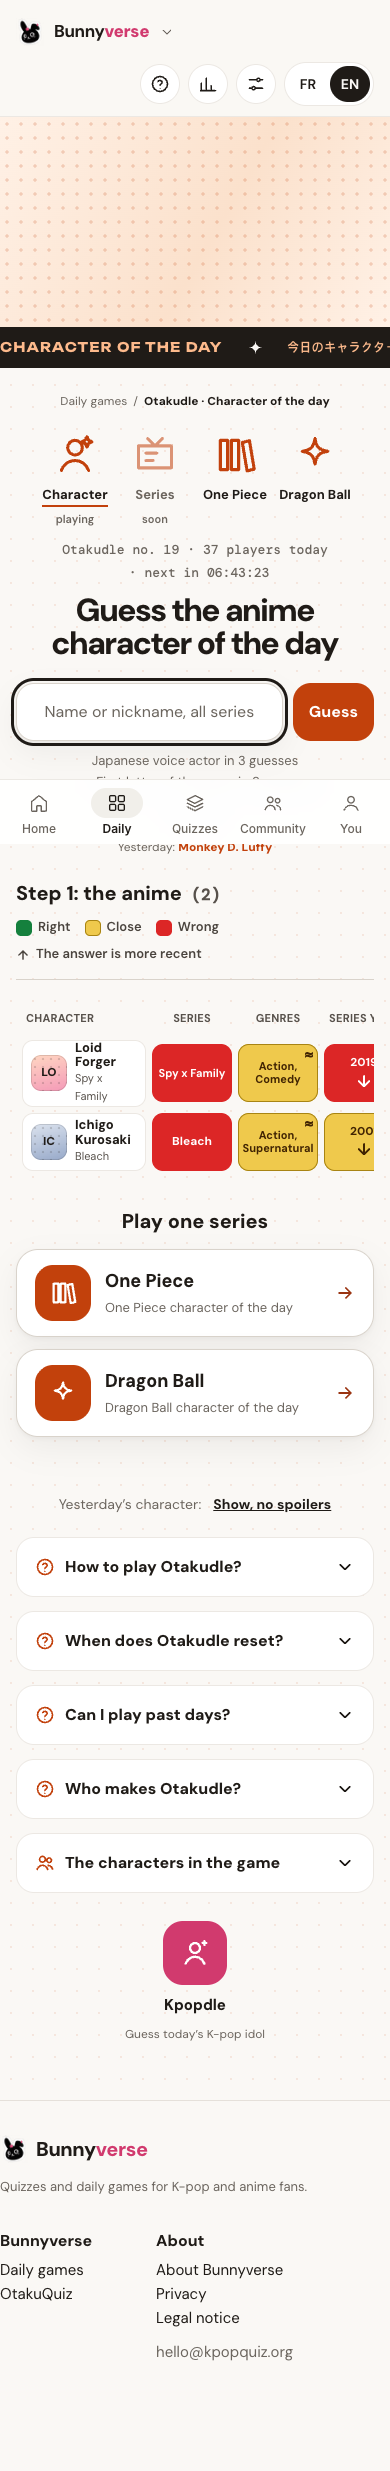 Bunnyverse
FR EN
CHARACTER OF THE DAY ✦ 今日のキャラクター
Daily games / Otakudle · Character of the day
Character Series One Piece Dragon Ball
playing soon
Otakudle no. 19 · 37 players today
· next in 06:43:23
Guess the anime
character of the day
Name or nickname, all series Guess
Japanese voice actor in 3 guesses
Home Daily Quizzes Community You
Yesterday: Monkey D. Luffy
Step 1: the anime (2)
Right Close Wrong
↑ The answer is more recent
CHARACTER SERIES GENRES SERIES Y
LO Loid Forger Spy x Family Spy x Family ≈ Action, Comedy 2019 ↓
IC Ichigo Kurosaki Bleach Bleach ≈ Action, Supernatural 200 ↓
Play one series
One Piece
One Piece character of the day
→
Dragon Ball
Dragon Ball character of the day
→
Yesterday’s character: Show, no spoilers
How to play Otakudle?
When does Otakudle reset?
Can I play past days?
Who makes Otakudle?
The characters in the game
Kpopdle
Guess today’s K-pop idol
Bunnyverse
Quizzes and daily games for K-pop and anime fans.
Bunnyverse About
Daily games About Bunnyverse
OtakuQuiz Privacy
Legal notice
hello@kpopquiz.org